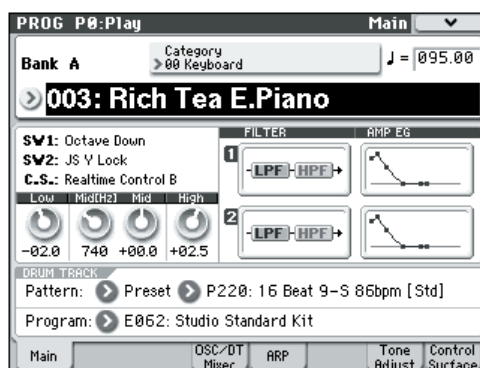 PROG P0:Play Main
Bank A
Category
00 Keyboard
♩= 095.00
003: Rich Tea E.Piano
SW1: Octave Down
SW2: JS Y Lock
C.S.: Realtime Control B
Low Mid[Hz] Mid High
-02.0 740 +00.0 +02.5
FILTER AMP EG
1 LPF HPF
2 LPF HPF
DRUM TRACK
Pattern: Preset P220: 16 Beat 9-S 86bpm [Std]
Program: E062: Studio Standard Kit
Main OSC/DT Mixer ARP Tone Adjust Control Surface